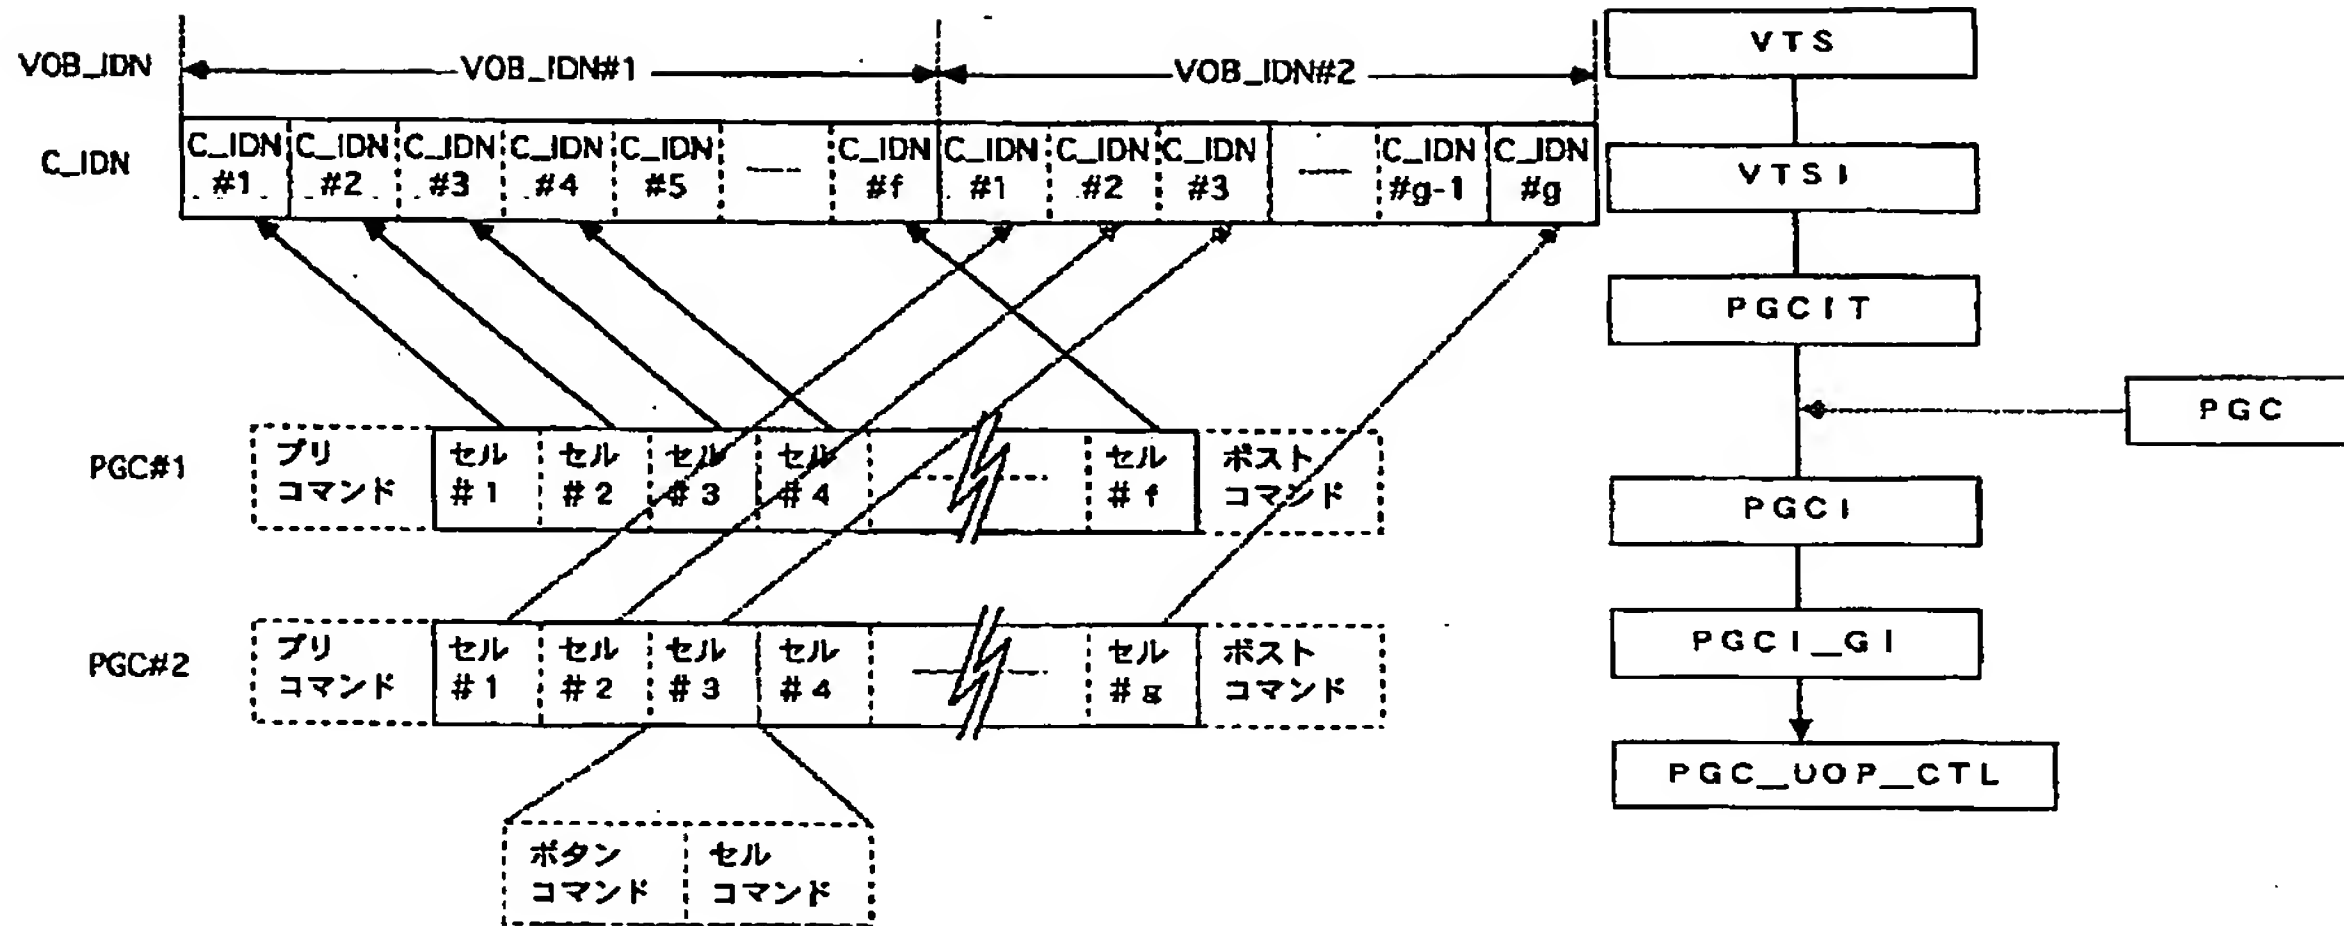 VOB_IDN
VOB_IDN#1
VOB_IDN#2
C_IDN
C_IDN #1
C_IDN #2
C_IDN #3
C_IDN #4
C_IDN #5
C_IDN #f
C_IDN #1
C_IDN #2
C_IDN #3
C_IDN #g-1
C_IDN #g
PGC#1
プリ
コマンド
セル
#1
セル
#2
セル
#3
セル
#4
セル
#f
ポスト
コマンド
PGC#2
プリ
コマンド
セル
#1
セル
#2
セル
#3
セル
#4
セル
#g
ポスト
コマンド
ボタン
コマンド
セル
コマンド
VTS
VTSI
PGCIT
PGC
PGCI
PGCI_GI
PGC_UOP_CTL